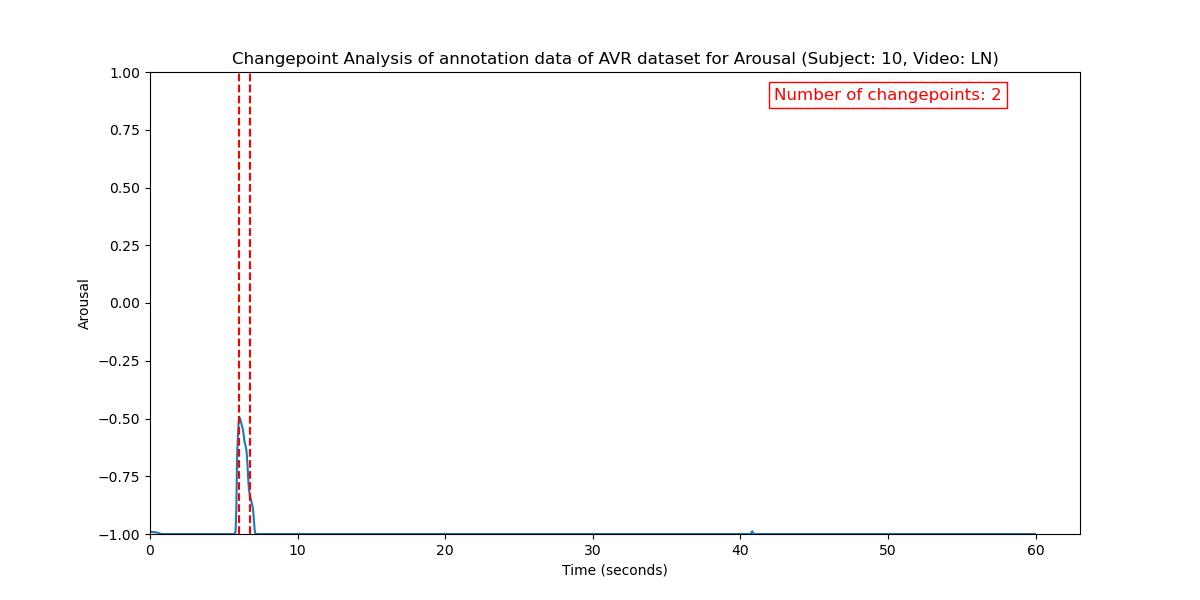 Changepoint Analysis of annotation data of AVR dataset for Arousal (Subject: 10, Video: LN)
Number of changepoints: 2
1.00
0.75
0.50
0.25
0.00
−0.25
−0.50
−0.75
−1.00
Arousal
0 10 20 30 40 50 60
Time (seconds)